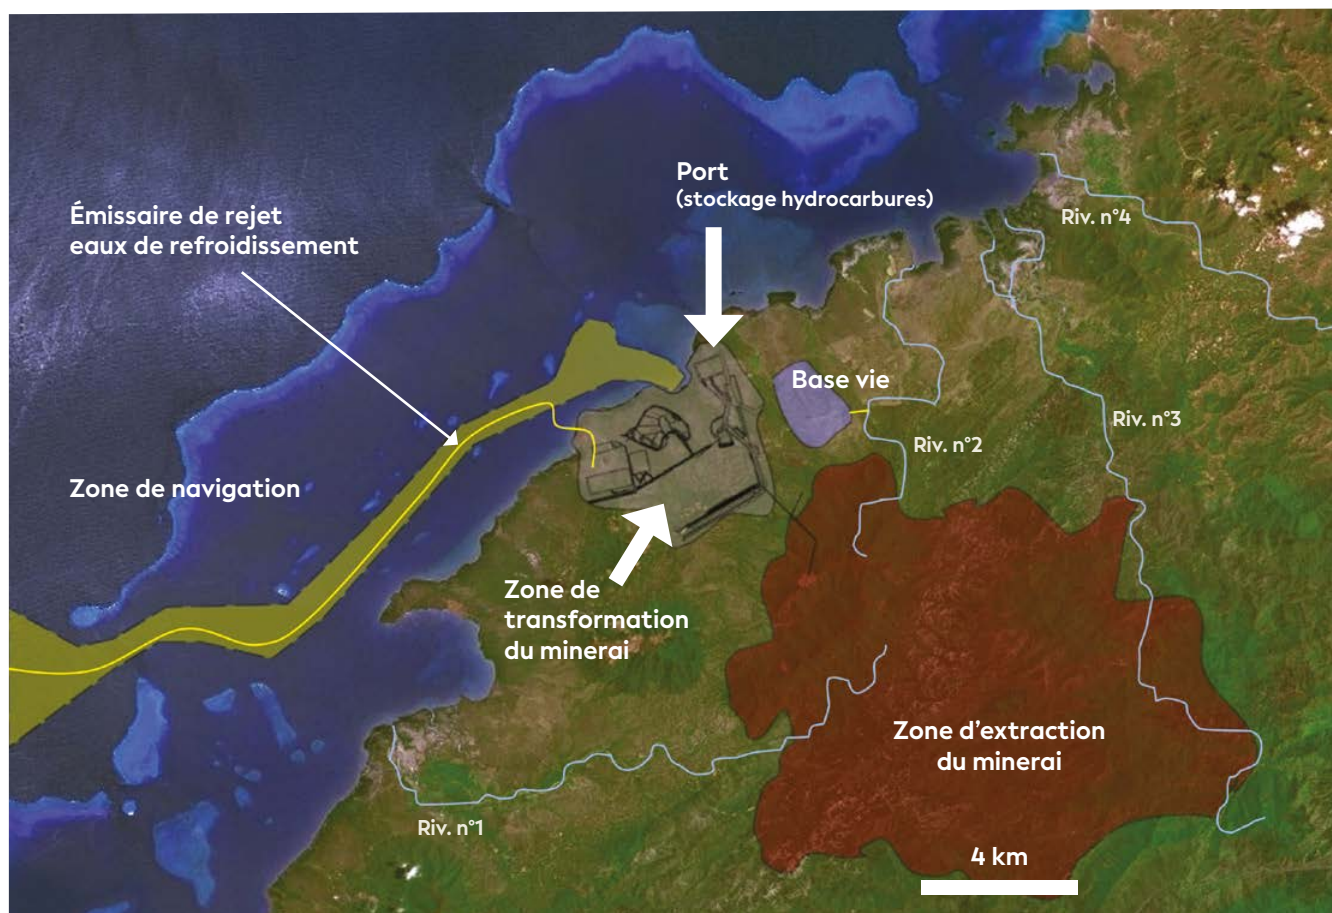 Port
(stockage hydrocarbures)
Émissaire de rejet
eaux de refroidissement
Riv. n°4
Base vie
Riv. n°3
Riv. n°2
Zone de navigation
Zone de
transformation
du minerai
Zone d'extraction
du minerai
Riv. n°1
4 km